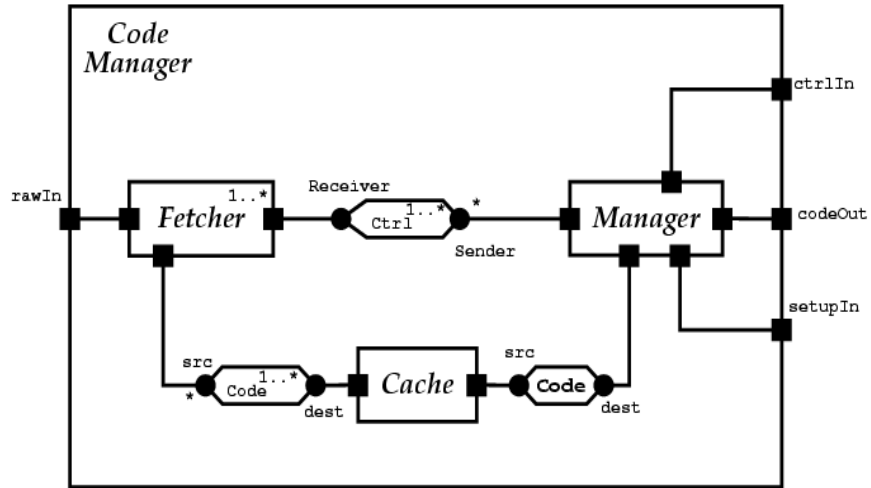 Code
Manager
ctrlIn
rawIn
1..*
Fetcher
Receiver
1..*
Ctrl
*
Sender
Manager
codeOut
setupIn
src
*
1..*
Code
dest
Cache
src
Code
dest